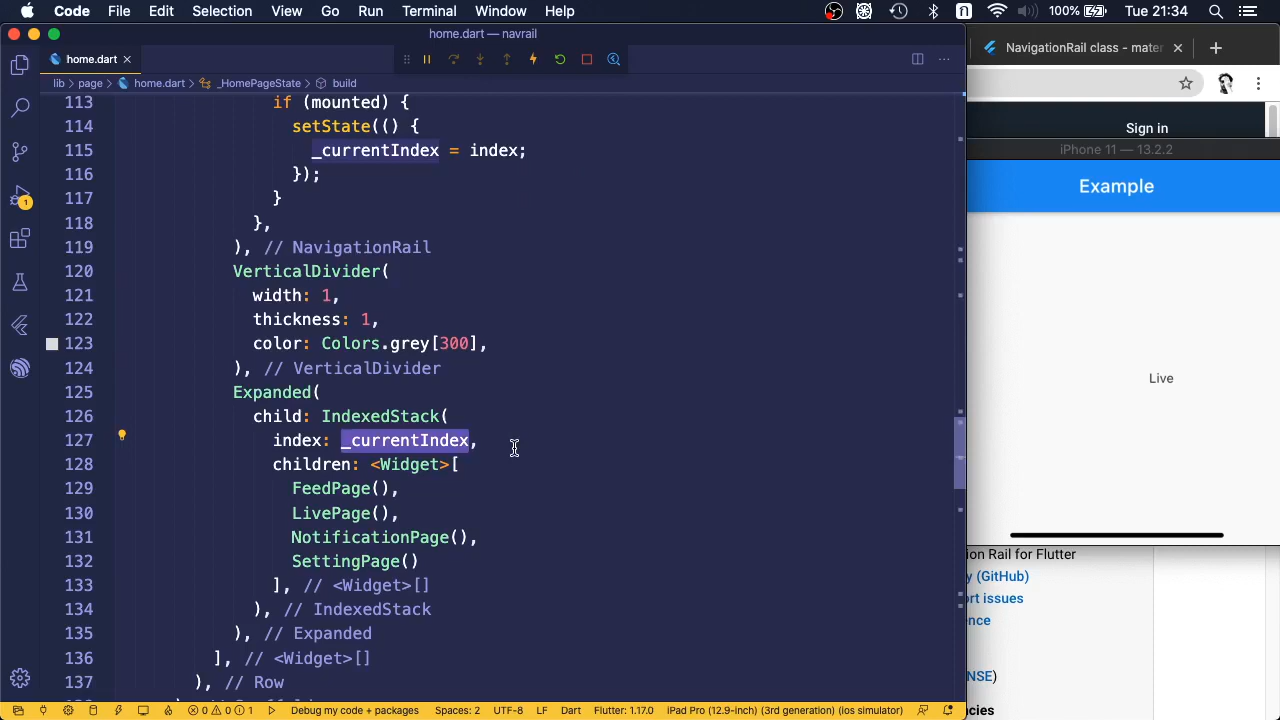 Code File Edit Selection View Go Run Terminal Window Help
100% Tue 21:34
home.dart — navrail
home.dart
NavigationRail class - mater
lib > page > home.dart > _HomePageState > build
113 if (mounted) {
114 setState(() {
115 _currentIndex = index;
116 });
117 }
118 },
119 ), // NavigationRail
120 VerticalDivider(
121 width: 1,
122 thickness: 1,
123 color: Colors.grey[300],
124 ), // VerticalDivider
125 Expanded(
126 child: IndexedStack(
127 index: _currentIndex,
128 children: <Widget>[
129 FeedPage(),
130 LivePage(),
131 NotificationPage(),
132 SettingPage()
133 ], // <Widget>[]
134 ), // IndexedStack
135 ), // Expanded
136 ], // <Widget>[]
137 ), // Row
1
Sign in
iPhone 11 — 13.2.2
Example
Live
ion Rail for Flutter
y (GitHub)
ort issues
ence
NSE)
cies
0 0 1 Debug my code + packages Spaces: 2 UTF-8 LF Dart Flutter: 1.17.0 iPad Pro (12.9-inch) (3rd generation) (ios simulator)